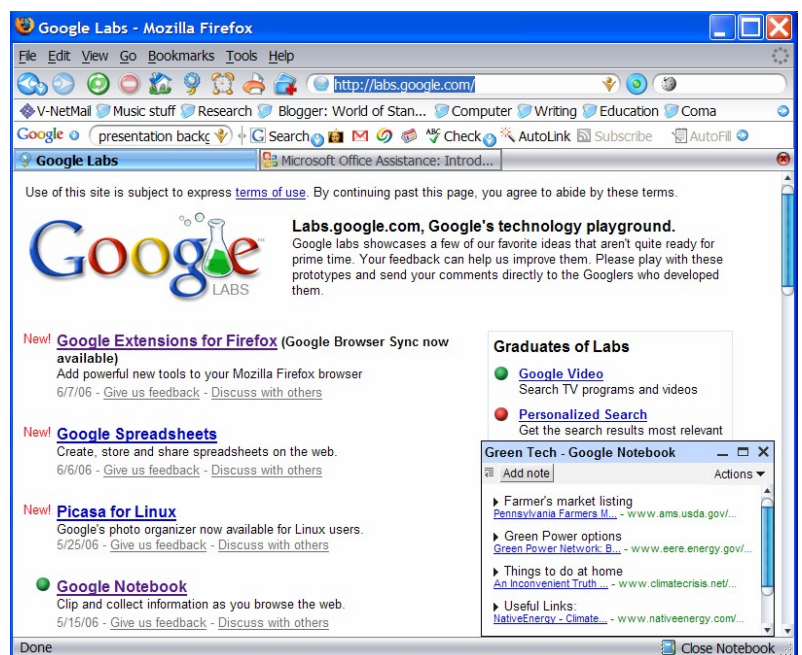 Google Labs - Mozilla Firefox
File Edit View Go Bookmarks Tools Help
http://labs.google.com/
V-NetMail Music stuff Research Blogger: World of Stan... Computer Writing Education Coma
Google presentation backg Search ABC Check AutoLink Subscribe AutoFill
Google Labs Microsoft Office Assistance: Introd...
Use of this site is subject to express terms of use. By continuing past this page, you agree to abide by these terms.
Google LABS
Labs.google.com, Google's technology playground.
Google labs showcases a few of our favorite ideas that aren't quite ready for
prime time. Your feedback can help us improve them. Please play with these
prototypes and send your comments directly to the Googlers who developed
them.
New! Google Extensions for Firefox (Google Browser Sync now
available)
Add powerful new tools to your Mozilla Firefox browser
6/7/06 - Give us feedback - Discuss with others
New! Google Spreadsheets
Create, store and share spreadsheets on the web.
6/6/06 - Give us feedback - Discuss with others
New! Picasa for Linux
Google's photo organizer now available for Linux users.
5/25/06 - Give us feedback - Discuss with others
Google Notebook
Clip and collect information as you browse the web.
5/15/06 - Give us feedback - Discuss with others
Graduates of Labs
Google Video
Search TV programs and videos
Personalized Search
Get the search results most relevant
Green Tech - Google Notebook
Add note Actions
Farmer's market listing
Pennsylvania Farmers M... - www.ams.usda.gov/...
Green Power options
Green Power Network: B... - www.eere.energy.gov/...
Things to do at home
An Inconvenient Truth ... - www.climatecrisis.net/...
Useful Links:
NativeEnergy - Climate... - www.nativeenergy.com/...
Done Close Notebook